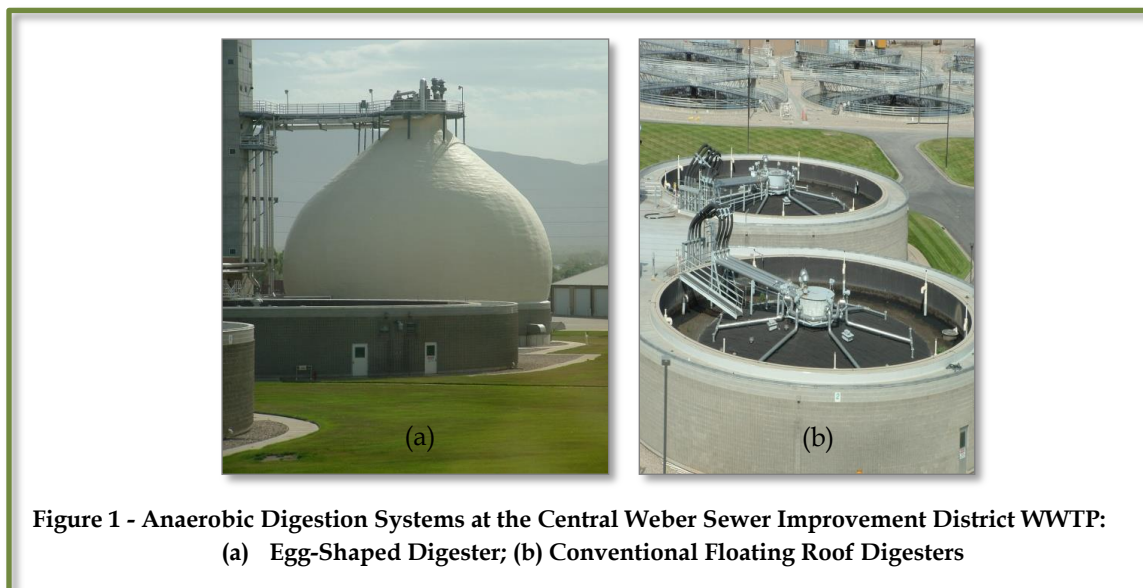 (a)
(b)
Figure 1 - Anaerobic Digestion Systems at the Central Weber Sewer Improvement District WWTP:
(a) Egg-Shaped Digester; (b) Conventional Floating Roof Digesters